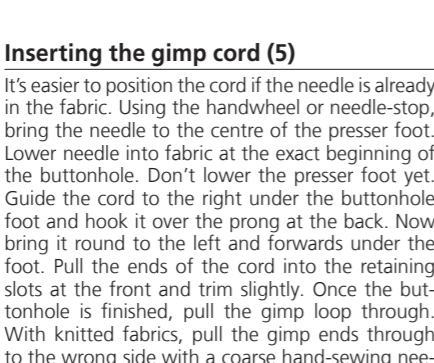 Inserting the gimp cord (5)
It's easier to position the cord if the needle is already
in the fabric. Using the handwheel or needle-stop,
bring the needle to the centre of the presser foot.
Lower needle into fabric at the exact beginning of
the buttonhole. Don't lower the presser foot yet.
Guide the cord to the right under the buttonhole
foot and hook it over the prong at the back. Now
bring it round to the left and forwards under the
foot. Pull the ends of the cord into the retaining
slots at the front and trim slightly. Once the but-
tonhole is finished, pull the gimp loop through.
With knitted fabrics, pull the gimp ends through
to the wrong side with a coarse hand-sewing nee-